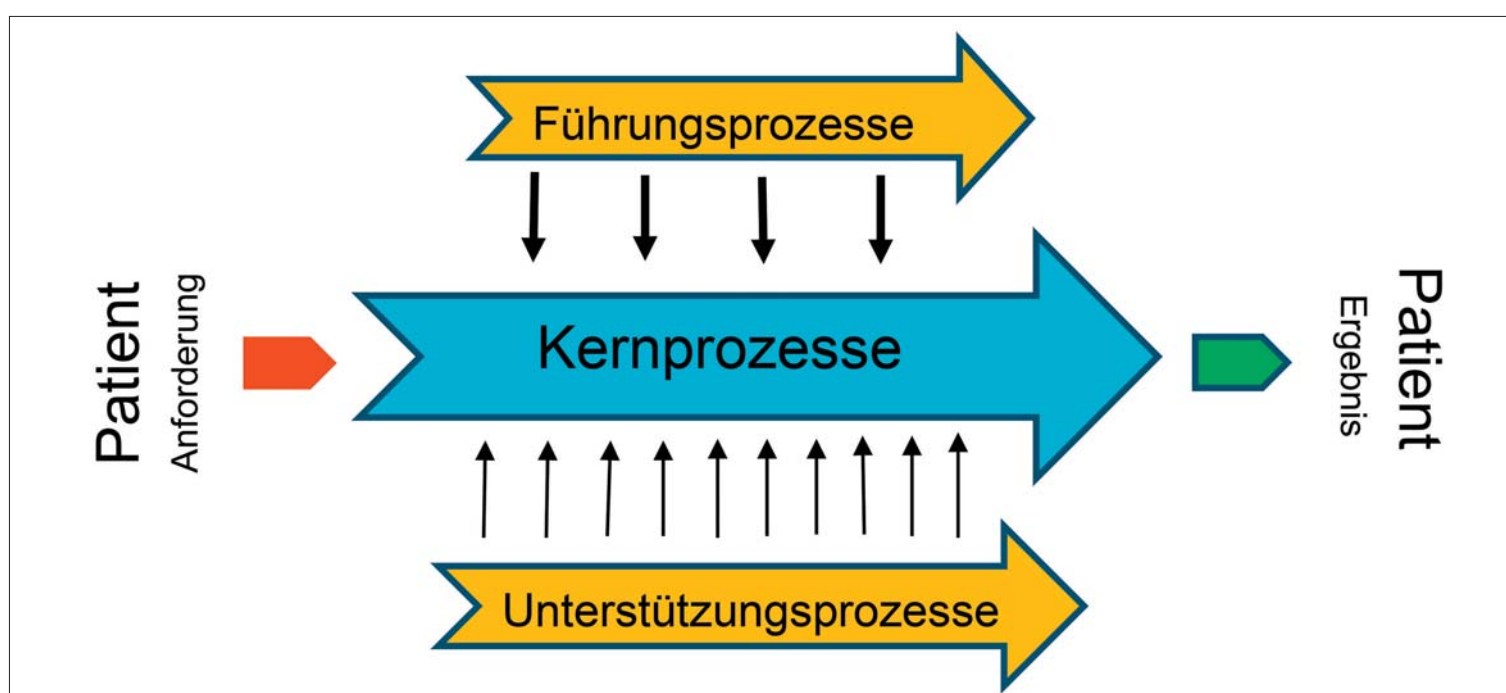 Führungsprozesse
Patient
Anforderung
Kernprozesse
Ergebnis
Patient
Unterstützungsprozesse